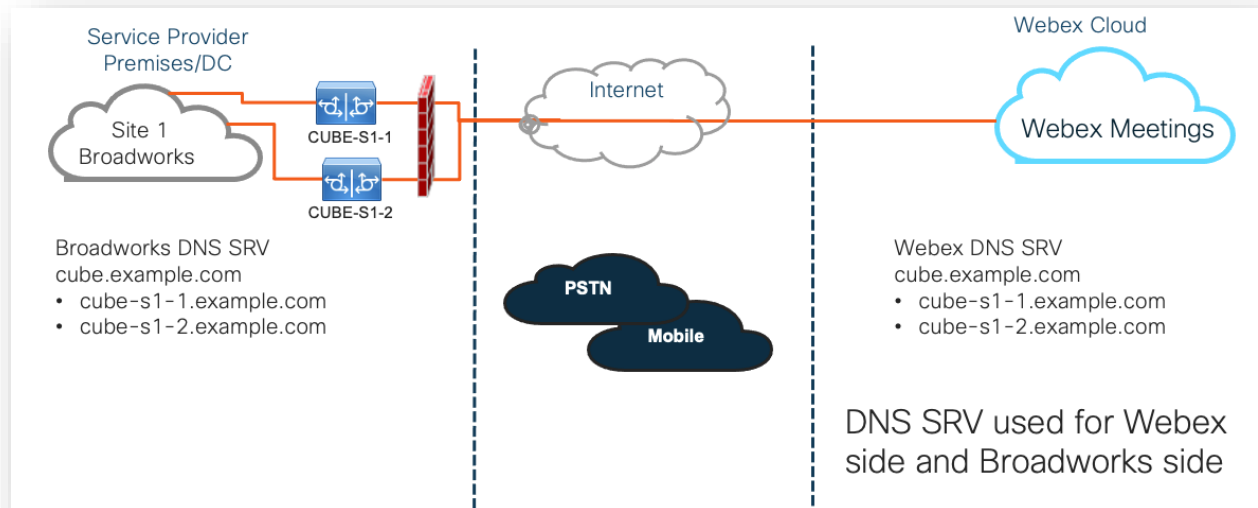 Service Provider
Premises/DC
Site 1
Broadworks
CUBE-S1-1
CUBE-S1-2
Internet
Webex Cloud
Webex Meetings
Broadworks DNS SRV
cube.example.com
• cube-s1-1.example.com
• cube-s1-2.example.com
PSTN
Mobile
Webex DNS SRV
cube.example.com
• cube-s1-1.example.com
• cube-s1-2.example.com
DNS SRV used for Webex
side and Broadworks side